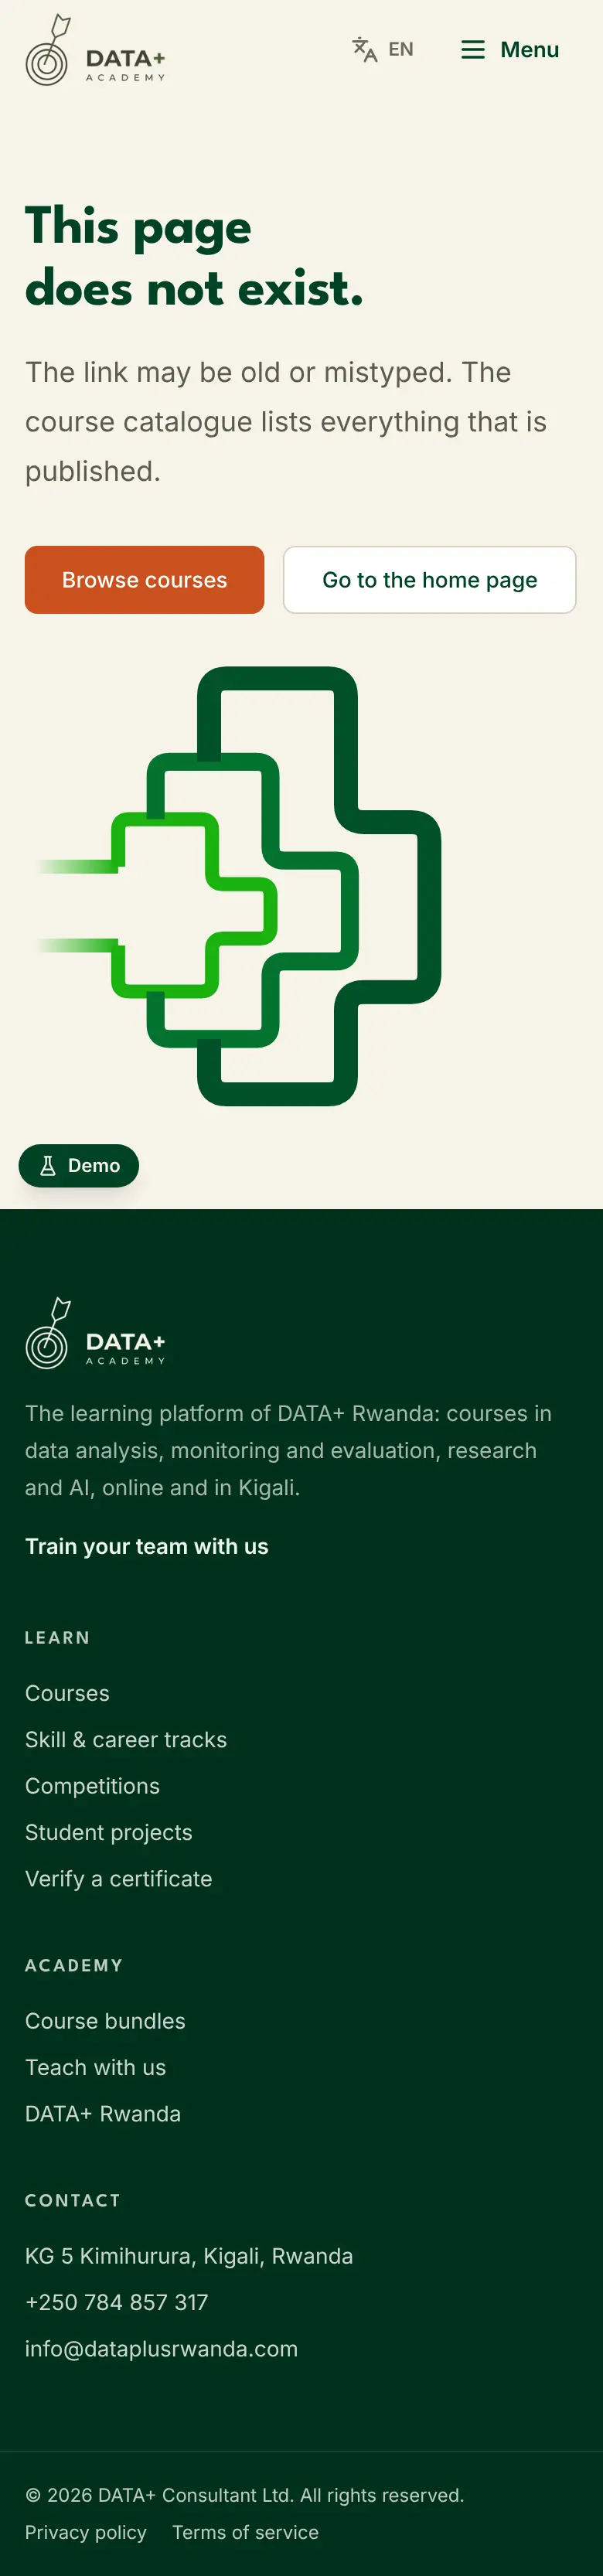 DATA+
ACADEMY
EN
Menu
This page
does not exist.
The link may be old or mistyped. The
course catalogue lists everything that is
published.
Browse courses
Go to the home page
Demo
DATA+
ACADEMY
The learning platform of DATA+ Rwanda: courses in
data analysis, monitoring and evaluation, research
and AI, online and in Kigali.
Train your team with us
LEARN
Courses
Skill & career tracks
Competitions
Student projects
Verify a certificate
ACADEMY
Course bundles
Teach with us
DATA+ Rwanda
CONTACT
KG 5 Kimihurura, Kigali, Rwanda
+250 784 857 317
info@dataplusrwanda.com
© 2026 DATA+ Consultant Ltd. All rights reserved.
Privacy policy Terms of service